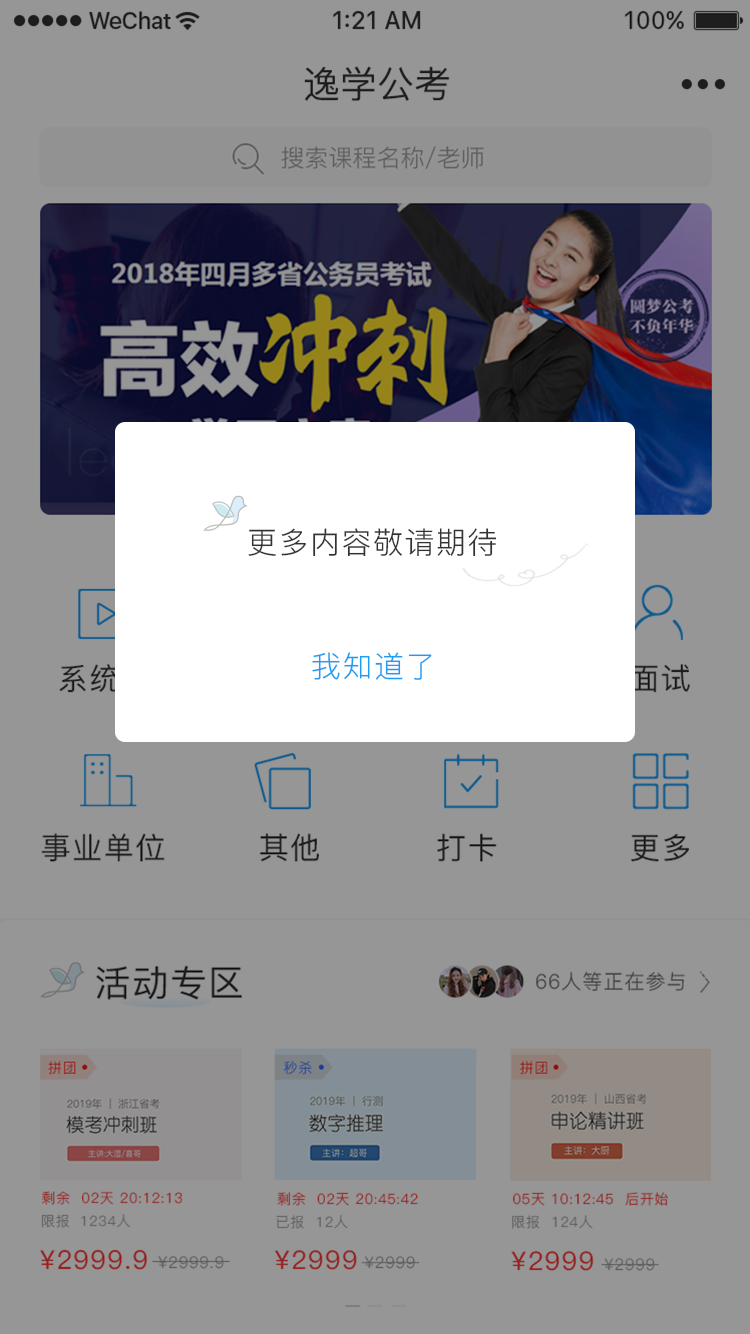 WeChat
1:21 AM
100%
逸学公考
搜索课程名称/老师
2018年四月多省公务员考试
高效冲刺
圆梦公考
不负年华
le
更多内容敬请期待
我知道了
系统
面试
事业单位
其他
打卡
更多
活动专区
66人等正在参与
拼团
2019年 | 浙江省考
模考冲刺班
主讲:大湿/喜哥
剩余 02天 20:12:13
限报 1234人
¥2999.9 ¥2999.9
秒杀
2019年 | 行测
数字推理
主讲：超哥
剩余 02天 20:45:42
已报 12人
¥2999 ¥2999
拼团
2019年 | 山西省考
申论精讲班
主讲：大厨
05天 10:12:45 后开始
限报 124人
¥2999 ¥2999